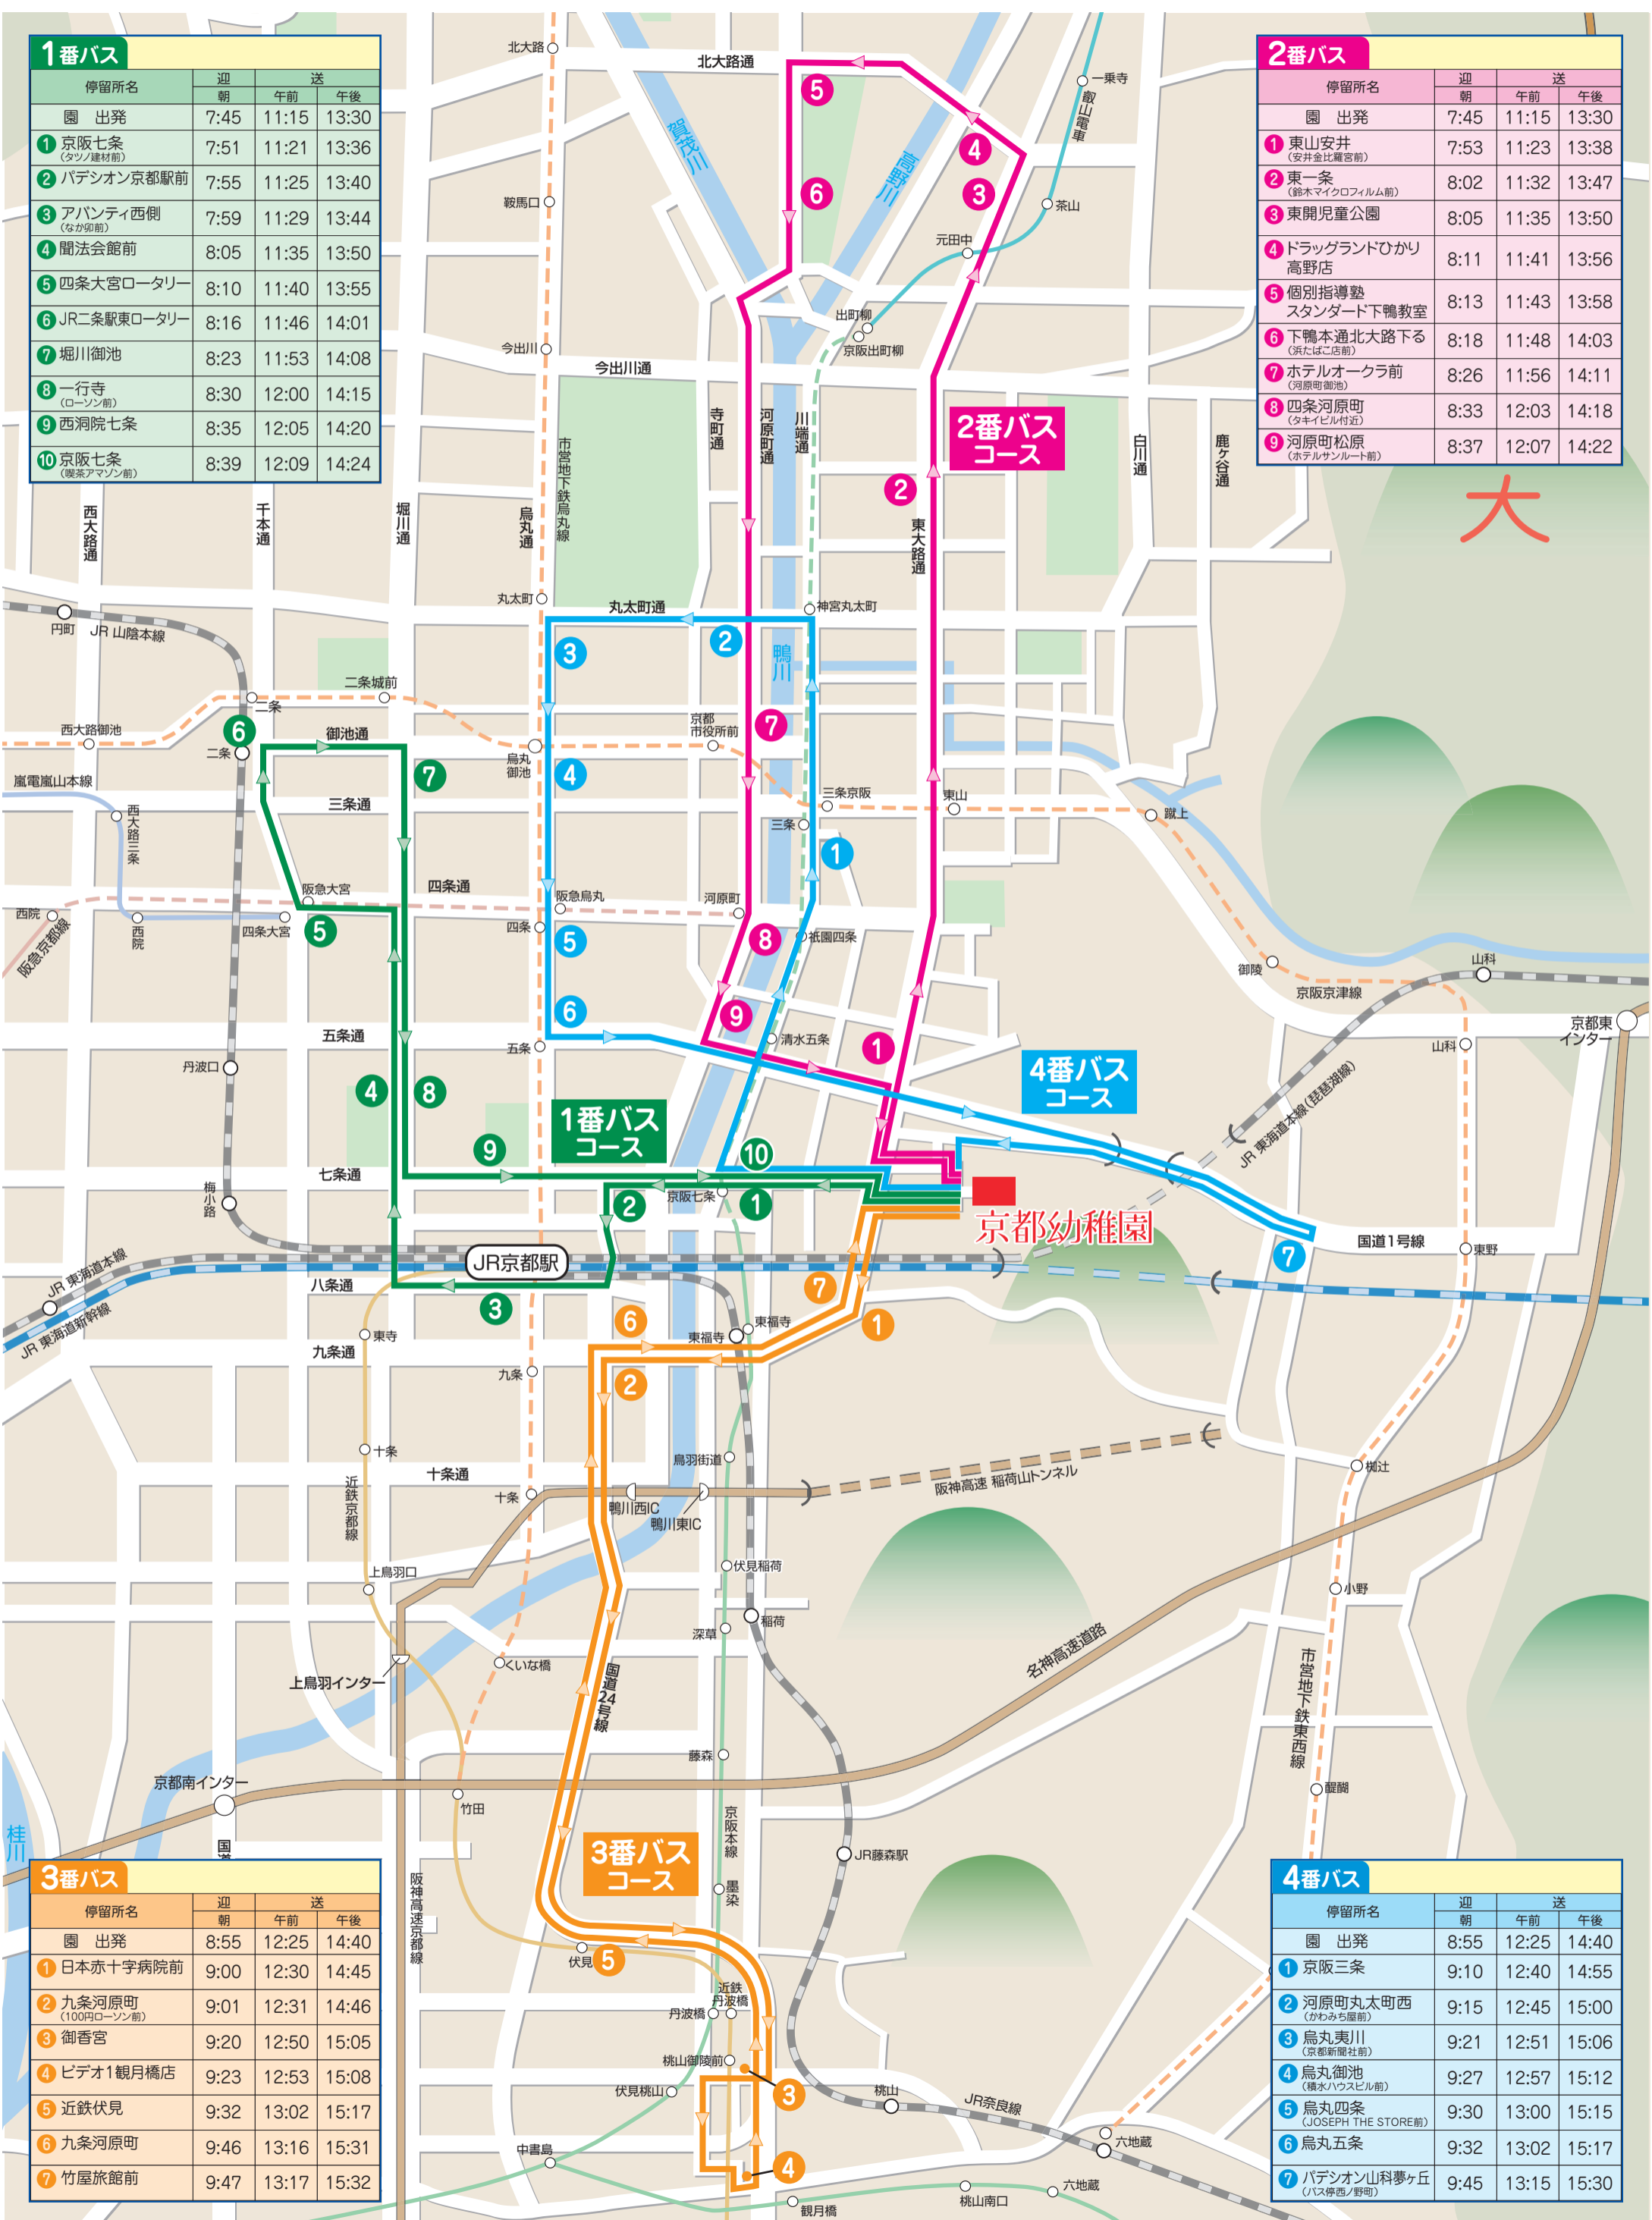 1番バス
停留所名 迎 送
朝 午前 午後
園 出発 7:45 11:15 13:30
1 京阪七条 7:51 11:21 13:36
(タツノ建材前)
2 パデシオン京都駅前 7:55 11:25 13:40
3 アバンティ西側 7:59 11:29 13:44
(なか卯前)
4 聞法会館前 8:05 11:35 13:50
5 四条大宮ロータリー 8:10 11:40 13:55
6 JR二条駅東ロータリー 8:16 11:46 14:01
7 堀川御池 8:23 11:53 14:08
8 一行寺 8:30 12:00 14:15
(ローソン前)
9 西洞院七条 8:35 12:05 14:20
10 京阪七条 8:39 12:09 14:24
(喫茶アマゾン前)
2番バス
停留所名 迎 送
朝 午前 午後
園 出発 7:45 11:15 13:30
1 東山安井 7:53 11:23 13:38
(安井金比羅宮前)
2 東一条 8:02 11:32 13:47
(鈴木マイクロフィルム前)
3 東開児童公園 8:05 11:35 13:50
4 ドラッグランドひかり
高野店 8:11 11:41 13:56
5 個別指導塾
スタンダード下鴨教室 8:13 11:43 13:58
6 下鴨本通北大路下る 8:18 11:48 14:03
(浜たばこ店前)
7 ホテルオークラ前 8:26 11:56 14:11
(河原町御池)
8 四条河原町 8:33 12:03 14:18
(タキイビル付近)
9 河原町松原 8:37 12:07 14:22
(ホテルサンルート前)
北大路
北大路通
一乗寺
叡山電車
賀茂川
高野川
5
4
3
6
鞍馬口
茶山
元田中
出町柳
京阪出町柳
今出川
今出川通
寺町通
河原町通
川端通
2番バス
コース
白川通
鹿ヶ谷通
市営地下鉄烏丸線
2
西大路通
千本通
堀川通
烏丸通
東大路通
大
丸太町
丸太町通
神宮丸太町
円町
JR 山陰本線
2
3
鴨川
二条城前
二条
6
西大路御池
二条
御池通
7
烏丸
御池
4
京都
市役所前
7
嵐電嵐山本線
西大路三条
三条通
三条京阪
三条
東山
蹴上
1
阪急大宮
四条通
阪急烏丸
河原町
西院
西院
四条大宮
5
四条
5
8
祇園四条
阪急京都線
御陵
山科
京阪京津線
6
9
五条通
五条
清水五条
1
京都東
インター
山科
丹波口
4
8
4番バス
コース
1番バス
コース
JR 東海道本線(琵琶湖線)
9
10
七条通
梅小路
2
京阪七条
1
京都幼稚園
国道1号線
東野
7
JR京都駅
JR 東海道本線
八条通
3
7
JR 東海道新幹線
6
1
東福寺
東福寺
東寺
九条通
九条
2
十条
鳥羽街道
十条通
近鉄京都線
十条
鴨川西IC
鴨川東IC
阪神高速 稲荷山トンネル
椥辻
上鳥羽口
伏見稲荷
小野
稲荷
深草
くいな橋
上鳥羽インター
国道24号線
名神高速道路
市営地下鉄東西線
藤森
京都南インター
竹田
醍醐
桂川
国道
京阪本線
3番バス
コース
JR藤森駅
墨染
阪神高速京都線
伏見
5
近鉄
丹波橋
丹波橋
桃山御陵前
伏見桃山
3
桃山
JR奈良線
六地蔵
中書島
4
観月橋
桃山南口
六地蔵
3番バス
停留所名 迎 送
朝 午前 午後
園 出発 8:55 12:25 14:40
1 日本赤十字病院前 9:00 12:30 14:45
2 九条河原町 9:01 12:31 14:46
(100円ローソン前)
3 御香宮 9:20 12:50 15:05
4 ビデオ1観月橋店 9:23 12:53 15:08
5 近鉄伏見 9:32 13:02 15:17
6 九条河原町 9:46 13:16 15:31
7 竹屋旅館前 9:47 13:17 15:32
4番バス
停留所名 迎 送
朝 午前 午後
園 出発 8:55 12:25 14:40
1 京阪三条 9:10 12:40 14:55
2 河原町丸太町西 9:15 12:45 15:00
(かわみち屋前)
3 烏丸夷川 9:21 12:51 15:06
(京都新聞社前)
4 烏丸御池 9:27 12:57 15:12
(積水ハウスビル前)
5 烏丸四条 9:30 13:00 15:15
(JOSEPH THE STORE前)
6 烏丸五条 9:32 13:02 15:17
7 パデシオン山科夢ヶ丘 9:45 13:15 15:30
(バス停西ノ野町)